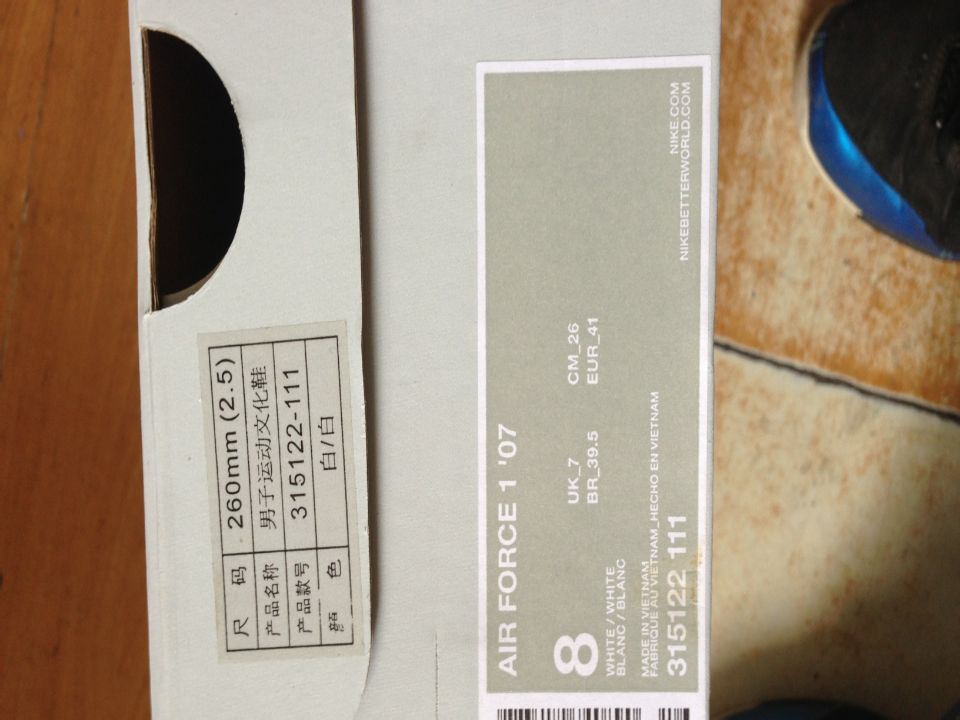 尺 码 260mm (2.5)
产品名称 男子运动文化鞋
产品款号 315122-111
颜 色 白/白
AIR FORCE 1 '07
8
UK_7 CM_26
BR_39.5 EUR_41
WHITE / WHITE
BLANC / BLANC
NIKE.COM
NIKEBETTERWORLD.COM
MADE IN VIETNAM
FABRIQUE AU VIETNAM_HECHO EN VIETNAM
315122 111